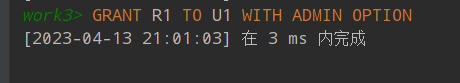 work3> GRANT R1 TO U1 WITH ADMIN OPTION
[2023-04-13 21:01:03] 在 3 ms 内完成